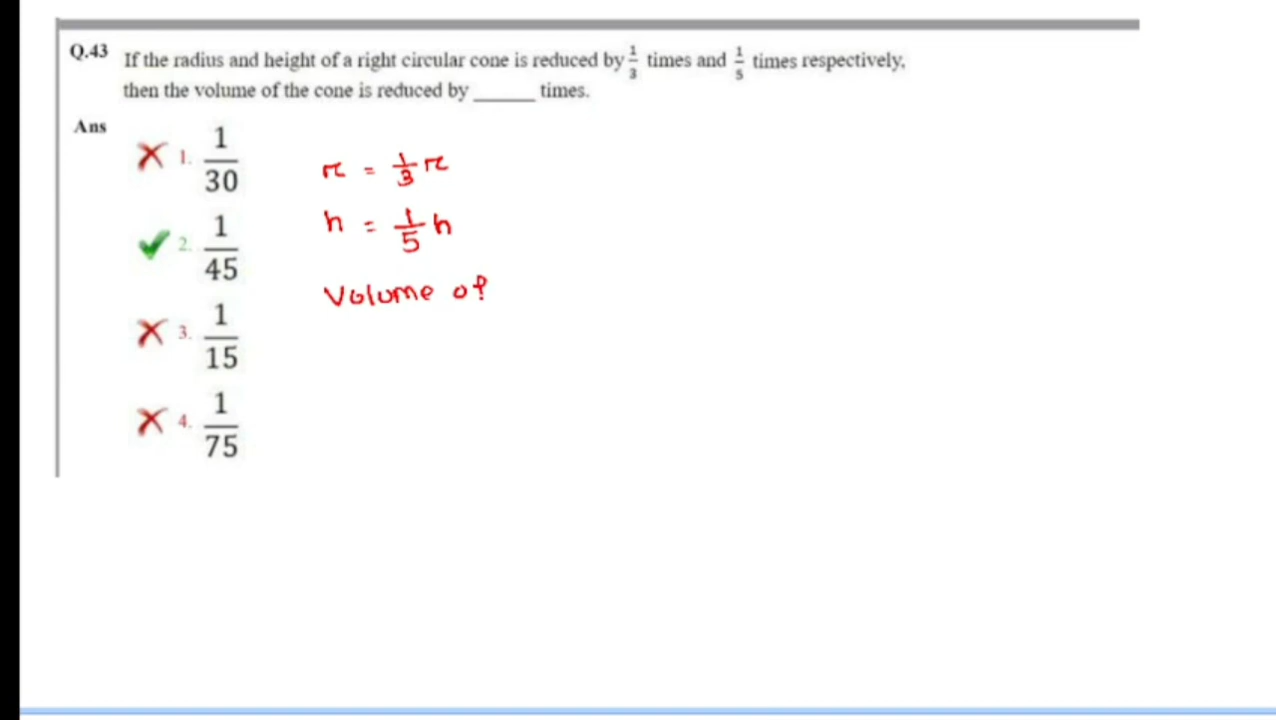 Q.43 If the radius and height of a right circular cone is reduced by 1/3 times and 1/5 times respectively,
then the volume of the cone is reduced by ______ times.
Ans
1. 1/30
2. 1/45
3. 1/15
4. 1/75
r = 1/3 r
h = 1/5 h
Volume of